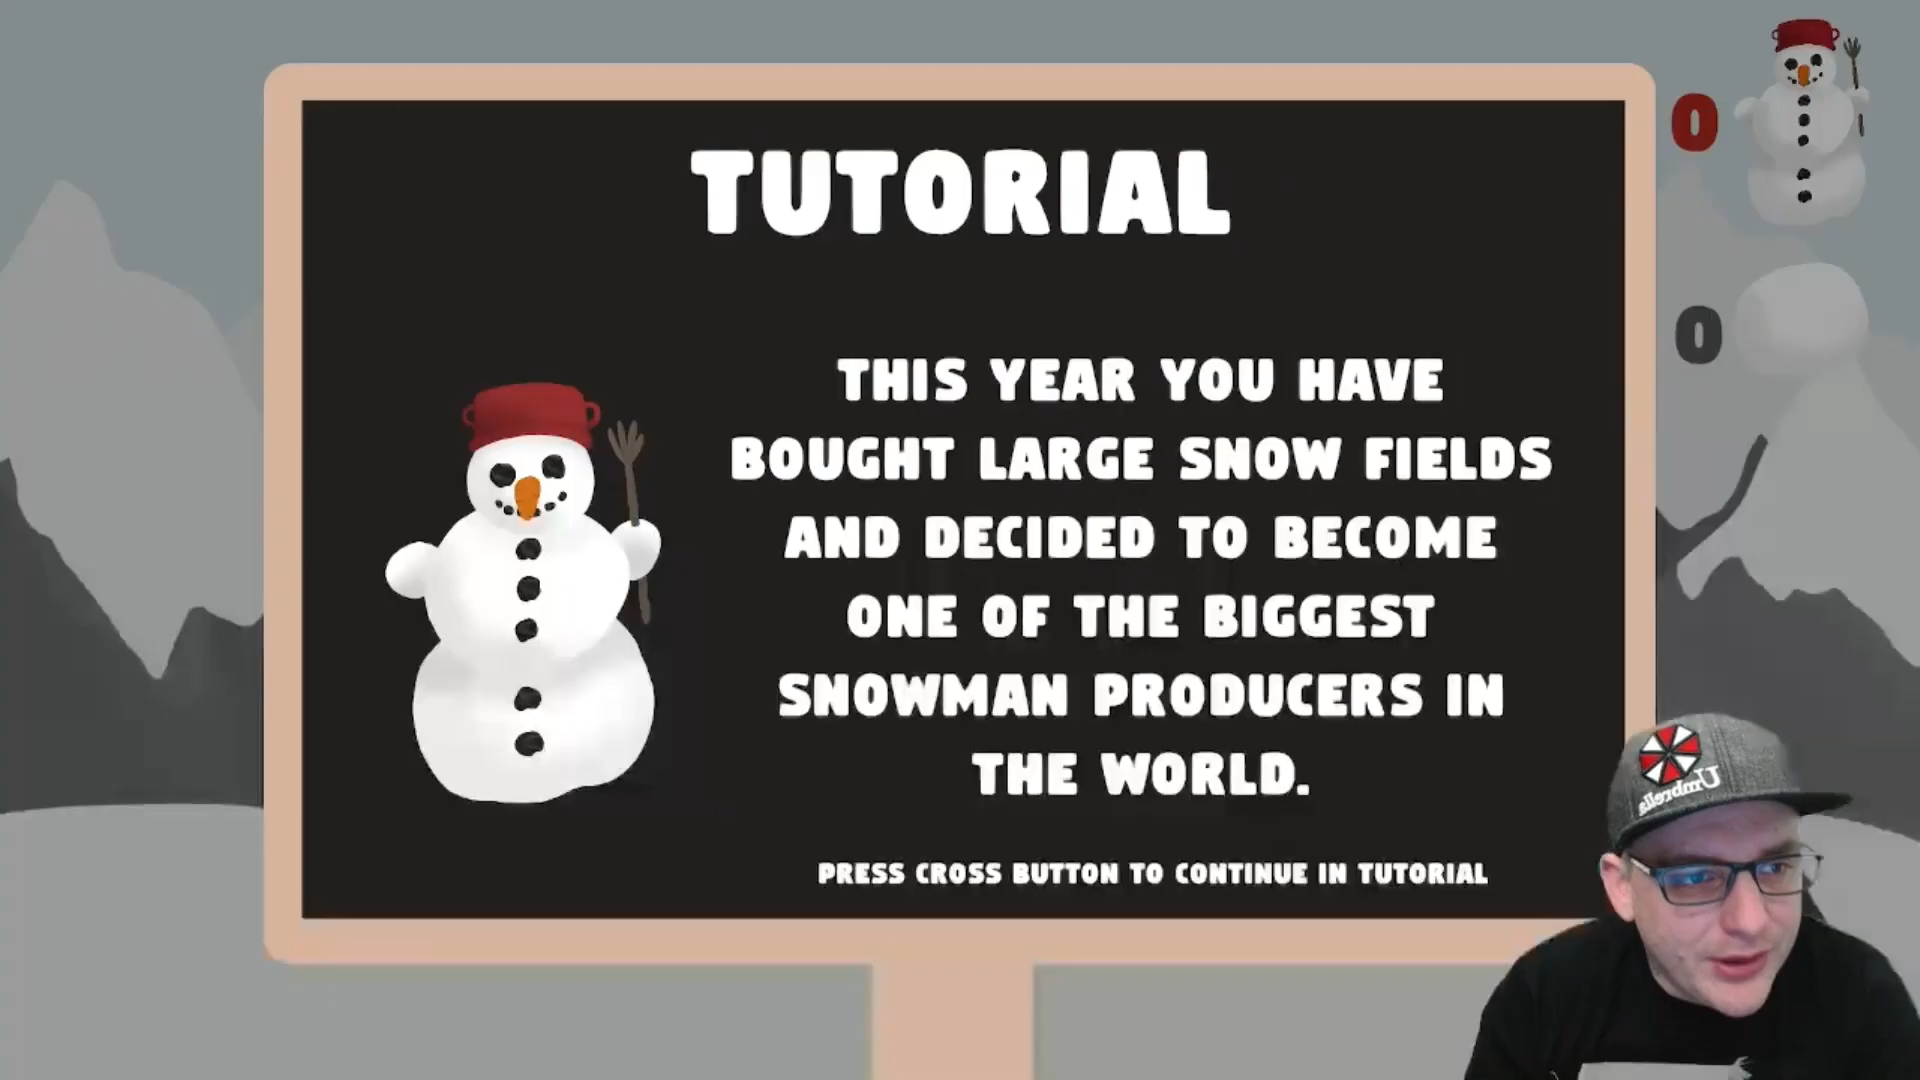 TUTORIAL
0
0
THIS YEAR YOU HAVE
BOUGHT LARGE SNOW FIELDS
AND DECIDED TO BECOME
ONE OF THE BIGGEST
SNOWMAN PRODUCERS IN
THE WORLD.
PRESS CROSS BUTTON TO CONTINUE IN TUTORIAL
Umbrella